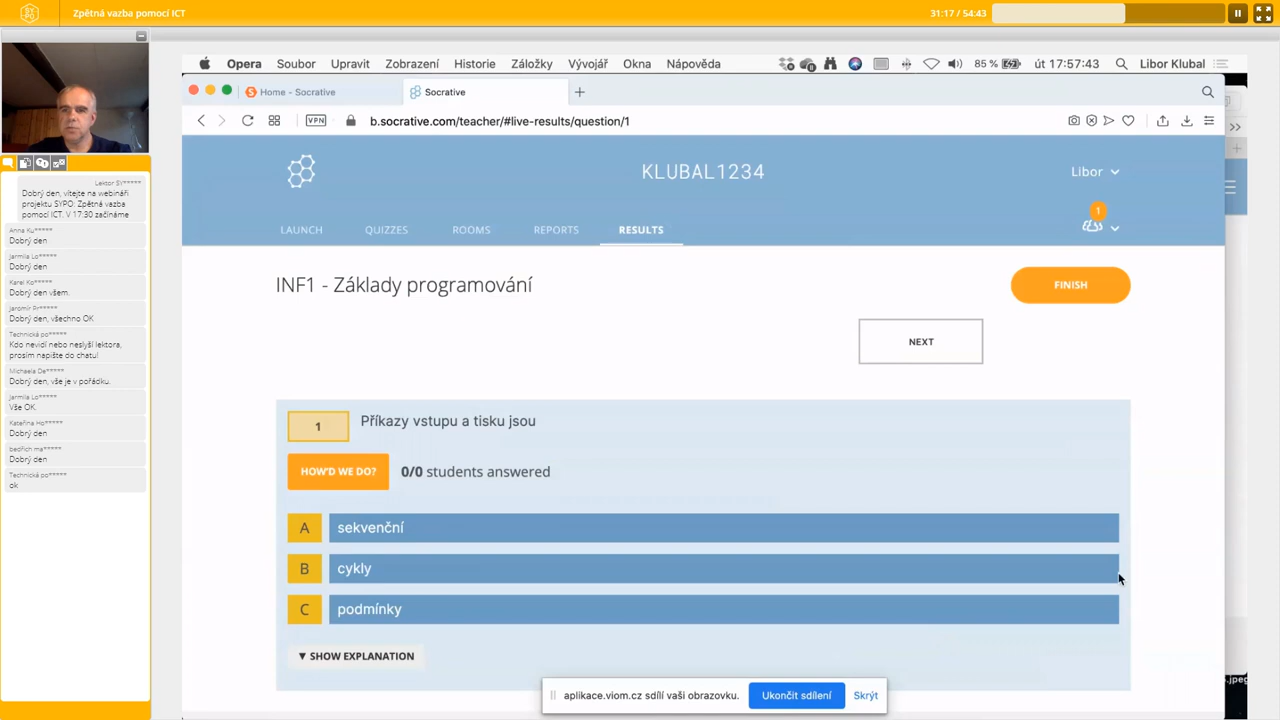 Zpětná vazba pomocí ICT
31:17 / 54:43
Opera Soubor Upravit Zobrazení Historie Záložky Vývojář Okna Nápověda
85 % út 17:57:43 Libor Klubal
Home - Socrative
Socrative
VPN
b.socrative.com/teacher/#live-results/question/1
KLUBAL1234
Libor
1
LAUNCH QUIZZES ROOMS REPORTS RESULTS
INF1 - Základy programování
FINISH
NEXT
1 Příkazy vstupu a tisku jsou
HOW'D WE DO? 0/0 students answered
A sekvenční
B cykly
C podmínky
▼ SHOW EXPLANATION
aplikace.viom.cz sdílí vaši obrazovku. Ukončit sdílení Skrýt
.jpeg
Lektor SY*****
Dobrý den, vítejte na webináři
projektu SYPO: Zpětná vazba
pomocí ICT. V 17:30 začínáme
Anna Ku*****
Dobrý den
Jarmila Lo*****
Dobrý den
Karel Ko*****
Dobrý den všem.
Jaromír Pr*****
Dobrý den, všechno OK
Technická po*****
Kdo nevidí nebo neslyší lektora,
prosím napište do chatu!
Michaela De*****
Dobrý den, vše je v pořádku.
Jarmila Lo*****
Vše OK.
Kateřina Ho*****
Dobrý den
bedřich ma*****
Dobrý den
Technická po*****
ok